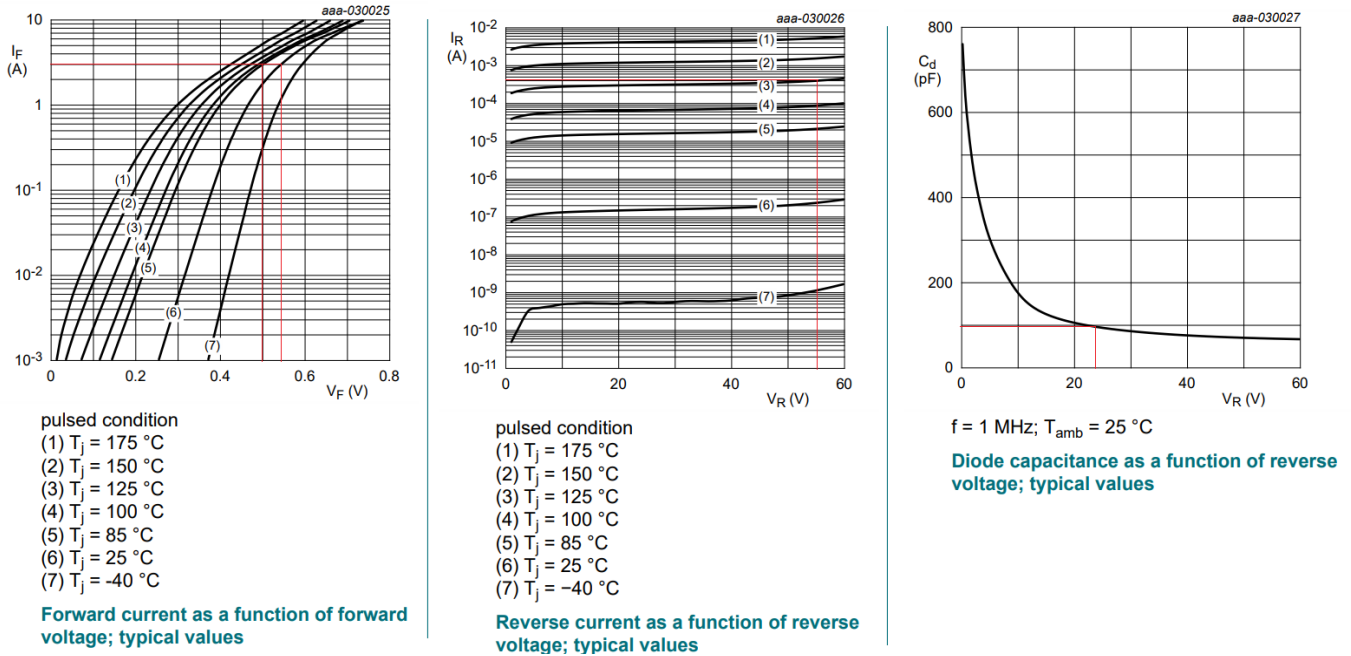 aaa-030025
10
I_F
(A)
1
10^-1
10^-2
10^-3
(1)
(2)
(3)
(4)
(5)
(6)
(7)
0
0.2
0.4
0.6
0.8
V_F (V)
pulsed condition
(1) T_j = 175 °C
(2) T_j = 150 °C
(3) T_j = 125 °C
(4) T_j = 100 °C
(5) T_j = 85 °C
(6) T_j = 25 °C
(7) T_j = -40 °C
Forward current as a function of forward
voltage; typical values
aaa-030026
10^-2
I_R
(A)
10^-3
10^-4
10^-5
10^-6
10^-7
10^-8
10^-9
10^-10
10^-11
(1)
(2)
(3)
(4)
(5)
(6)
(7)
0
20
40
60
V_R (V)
pulsed condition
(1) T_j = 175 °C
(2) T_j = 150 °C
(3) T_j = 125 °C
(4) T_j = 100 °C
(5) T_j = 85 °C
(6) T_j = 25 °C
(7) T_j = −40 °C
Reverse current as a function of reverse
voltage; typical values
aaa-030027
800
C_d
(pF)
600
400
200
0
0
20
40
60
V_R (V)
f = 1 MHz; T_amb = 25 °C
Diode capacitance as a function of reverse
voltage; typical values